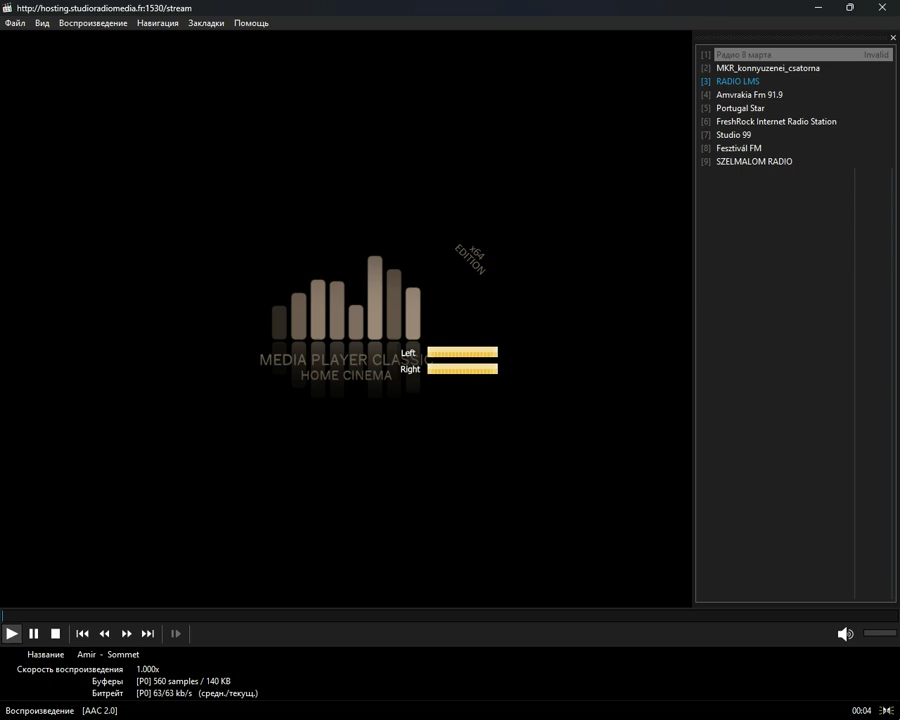 http://hosting.studioradiomedia.fr:1530/stream
Файл Вид Воспроизведение Навигация Закладки Помощь
[1] Радио 8 марта Invalid
[2] MKR_konnyuzenei_csatorna
[3] RADIO LMS
[4] Amvrakia Fm 91.9
[5] Portugal Star
[6] FreshRock Internet Radio Station
[7] Studio 99
[8] Fesztivál FM
[9] SZELMALOM RADIO
x64
EDITION
MEDIA PLAYER CLASSIC
HOME CINEMA
Left
Right
Название Amir - Sommet
Скорость воспроизведения 1.000x
Буферы [P0] 560 samples / 140 KB
Битрейт [P0] 63/63 kb/s (средн./текущ.)
Воспроизведение [AAC 2.0] 00:04